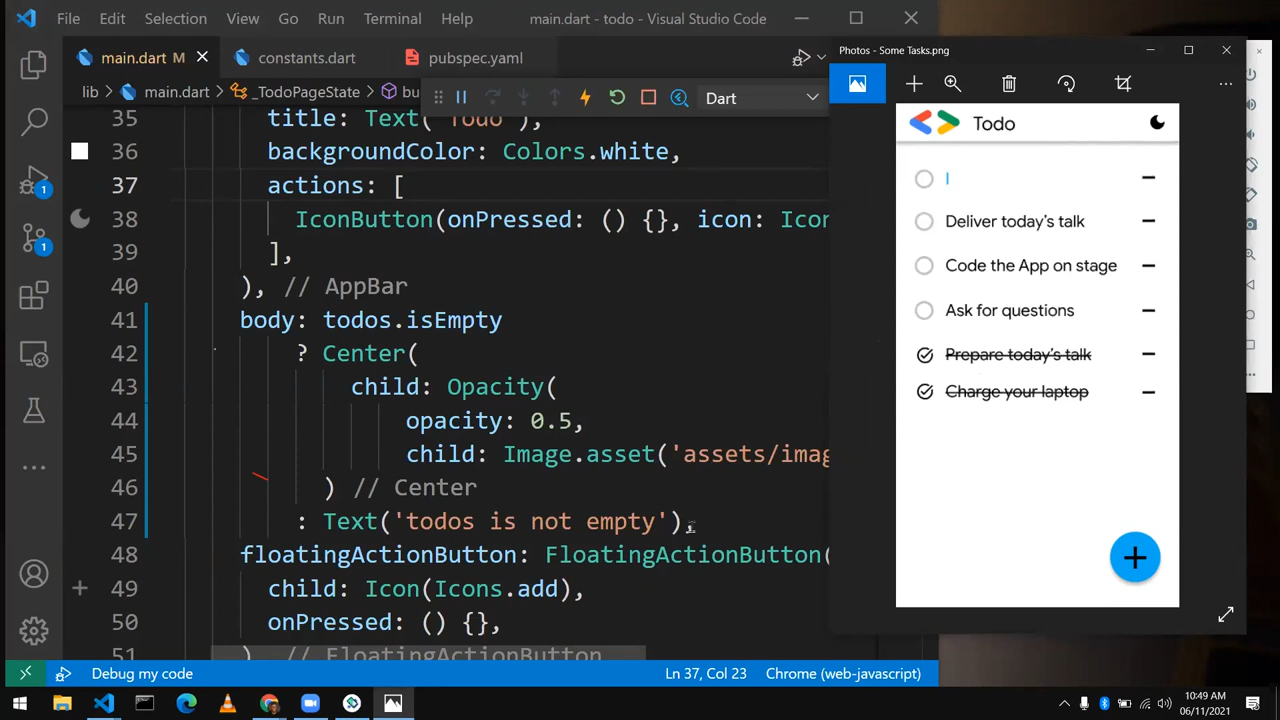 File Edit Selection View Go Run Terminal Help main.dart - todo - Visual Studio Code
main.dart M constants.dart pubspec.yaml
lib main.dart _TodoPageState bu
Dart
35 title: Text('Todo'),
36 backgroundColor: Colors.white,
37 actions: [
38 IconButton(onPressed: () {}, icon: Icon
39 ],
40 ), // AppBar
41 body: todos.isEmpty
42 ? Center(
43 child: Opacity(
44 opacity: 0.5,
45 child: Image.asset('assets/imag
46 ) // Center
47 : Text('todos is not empty'),
48 floatingActionButton: FloatingActionButton(
49 child: Icon(Icons.add),
50 onPressed: () {},
51 ) // FloatingActionButton
1
1
Debug my code Ln 37, Col 23 Chrome (web-javascript)
Photos - Some Tasks.png
Todo
Deliver today's talk
Code the App on stage
Ask for questions
Prepare today's talk
Charge your laptop
10:49 AM
06/11/2021